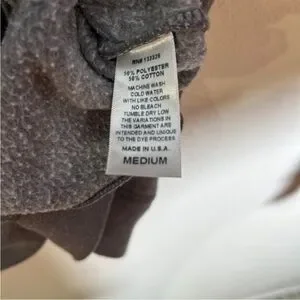 RN# 133329
50% POLYESTER
50% COTTON
MACHINE WASH
COLD WATER
WITH LIKE COLORS
NO BLEACH
TUMBLE DRY LOW
THE VARIATIONS IN
THIS GARMENT ARE
INTENDED AND UNIQUE
TO THE DYE PROCESS
MADE IN U.S.A.
MEDIUM